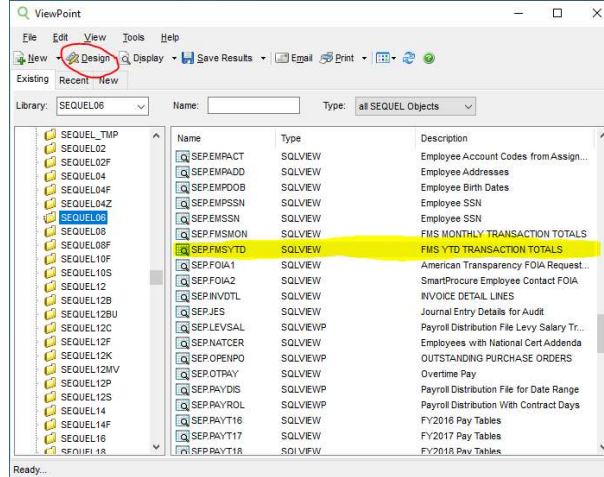 ViewPoint
File Edit View Tools Help
New Design Display Save Results Email Print
Existing Recent New
Library: SEQUEL06 Name: Type: all SEQUEL Objects
SEQUEL_TMP
SEQUEL02
SEQUEL02F
SEQUEL04
SEQUEL04F
SEQUEL04Z
SEQUEL06
SEQUEL08
SEQUEL08F
SEQUEL10F
SEQUEL10S
SEQUEL12
SEQUEL12B
SEQUEL12BU
SEQUEL12C
SEQUEL12F
SEQUEL12K
SEQUEL12MV
SEQUEL12P
SEQUEL12S
SEQUEL14
SEQUEL14F
SEQUEL16
SEQUEL18
Name Type Description
SEP.EMPACT SQLVIEW Employee Account Codes from Assign...
SEP.EMPADD SQLVIEW Employee Addresses
SEP.EMPDOB SQLVIEW Employee Birth Dates
SEP.EMPSSN SQLVIEW Employee SSN
SEP.EMSSN SQLVIEW Employee SSN
SEP.FMSMON SQLVIEW FMS MONTHLY TRANSACTION TOTALS
SEP.FMSYTD SQLVIEW FMS YTD TRANSACTION TOTALS
SEP.FOIA1 SQLVIEW American Transparency FOIA Request...
SEP.FOIA2 SQLVIEW SmartProcure Employee Contact FOIA
SEP.INVDTL SQLVIEW INVOICE DETAIL LINES
SEP.JES SQLVIEW Journal Entry Details for Audit
SEP.LEVSAL SQLVIEWP Payroll Distribution File Levy Salary Tr...
SEP.NATCER SQLVIEW Employees with National Cert Addenda
SEP.OPENPO SQLVIEWP OUTSTANDING PURCHASE ORDERS
SEP.OTPAY SQLVIEW Overtime Pay
SEP.PAYDIS SQLVIEWP Payroll Distribution File for Date Range
SEP.PAYROL SQLVIEWP Payroll Distribution With Contract Days
SEP.PAYT16 SQLVIEW FY2016 Pay Tables
SEP.PAYT17 SQLVIEW FY2017 Pay Tables
SEP.PAYT18 SQLVIEW FY2018 Pay Tables
Ready...